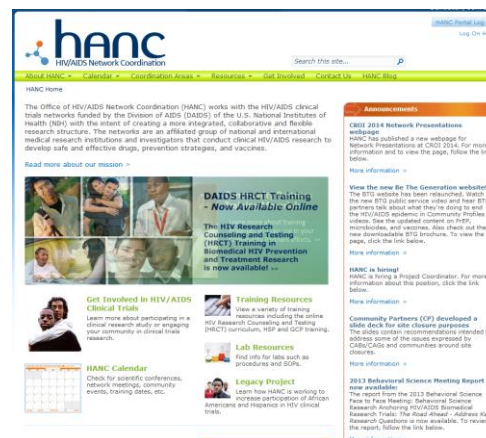 HANC Portal Log
Log On H
hanc
HIV/AIDS Network Coordination
Search this site...
About HANC
Calendar
Coordination Areas
Resources
Get Involved
Contact Us
HANC Blog
HANC Home
The Office of HIV/AIDS Network Coordination (HANC) works with the HIV/AIDS clinical
trials networks funded by the Division of AIDS (DAIDS) of the U.S. National Institutes of
Health (NIH) with the intent of creating a more integrated, collaborative and flexible
research structure. The networks are an affiliated group of national and international
medical research institutions and investigators that conduct clinical HIV/AIDS research to
develop safe and effective drugs, prevention strategies, and vaccines.
Read more about our mission »
DAIDS HRCT Training
- Now Available Online
The HIV Research
Counseling and Testing
(HRCT) Training in
Biomedical HIV Prevention
and Treatment Research
is now available! »
Get Involved in HIV/AIDS
Clinical Trials
Learn more about participating in a
clinical research study or engaging
your community in clinical trials
research.
HANC Calendar
Check for scientific conferences,
network meetings, community
events, training dates, etc.
Training Resources
View a variety of training
resources including the online
HIV Research Counseling and Testing
(HRCT) curriculum, HSP and GCP training.
Lab Resources
Find info for labs such as
procedures and SOPs.
Legacy Project
Learn how HANC is working to
increase participation of African
Americans and Hispanics in HIV clinical
trials.
Announcements
CROI 2014 Network Presentations
webpage
HANC has published a new webpage for
Network Presentations at CROI 2014. For more
information and to view the page, follow the lin
below.
More information »
View the new Be The Generation website!
The BTG website has been relaunched. Watch
the new BTG public service video and hear BTG
partners talk about what they're doing to end
the HIV/AIDS epidemic in Community Profiles
videos. See the updated content on PrEP,
microbicides, and vaccines. Also check out the
new downloadable BTG brochure. To view the
page, click the link below.
More information »
HANC is hiring!
HANC is hiring a Project Coordinator. For more
information about this position, click the link
below.
More information »
Community Partners (CP) developed a
slide deck for site closure purposes
The slides contain recommendations intended
address some of the issues expressed by
CABs/CAGs and communities around site
closures.
More information »
2013 Behavioral Science Meeting Report
now available:
The report from the 2013 Behavioral Science
Face to Face Meeting: Behavioral Science
Research Anchoring HIV/AIDS Biomedical
Research Trials: The Road Ahead - Address Ke
Research Questions is now available. To review
the report, follow the link below.